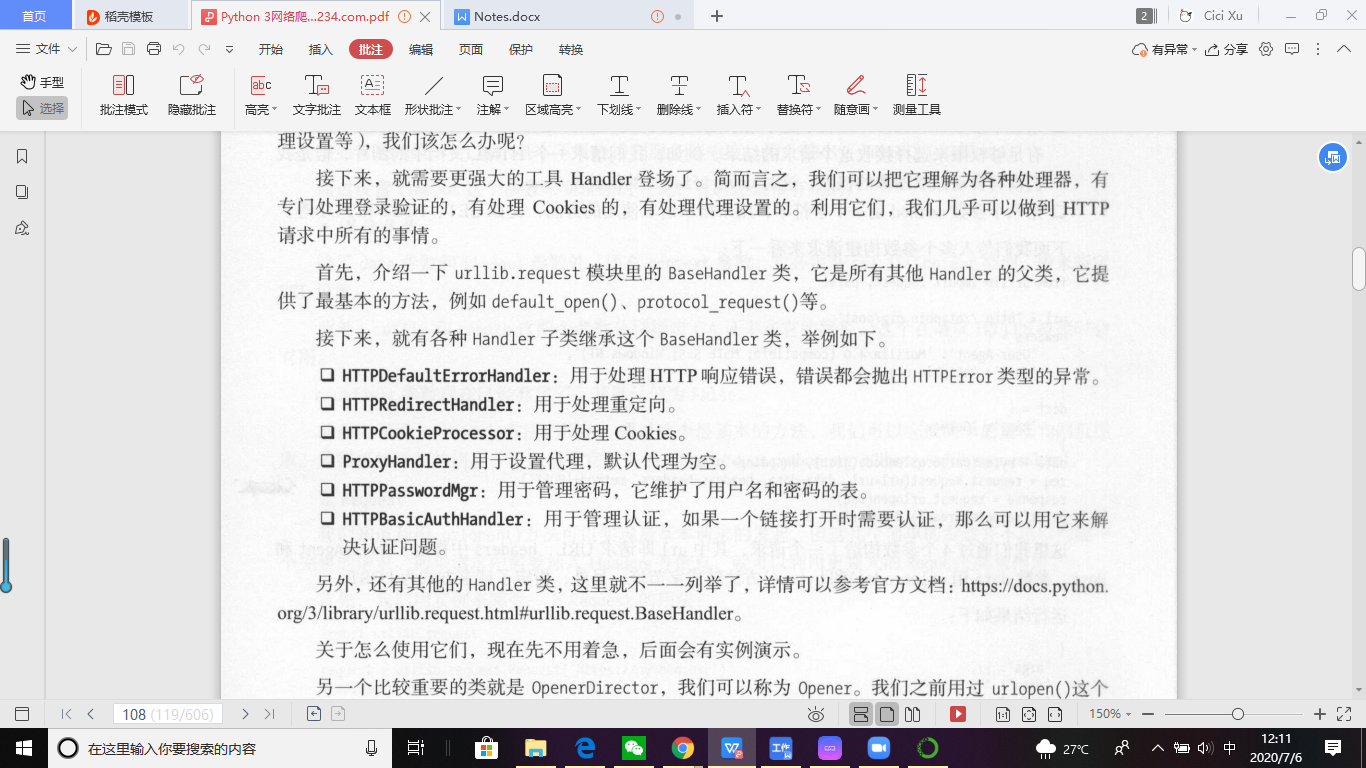 首页
稻壳模板
Python 3网络爬...234.com.pdf
Notes.docx
2
Cici Xu
文件
开始
插入
批注
编辑
页面
保护
转换
有异常
分享
手型
选择
批注模式
隐藏批注
高亮
文字批注
文本框
形状批注
注解
区域高亮
下划线
删除线
插入符
替换符
随意画
测量工具
理设置等），我们该怎么办呢？
接下来，就需要更强大的工具 Handler 登场了。简而言之，我们可以把它理解为各种处理器，有
专门处理登录验证的，有处理 Cookies 的，有处理代理设置的。利用它们，我们几乎可以做到 HTTP
请求中所有的事情。
首先，介绍一下 urllib.request 模块里的 BaseHandler 类，它是所有其他 Handler 的父类，它提
供了最基本的方法，例如 default_open()、protocol_request()等。
接下来，就有各种 Handler 子类继承这个 BaseHandler 类，举例如下。
❏ HTTPDefaultErrorHandler：用于处理 HTTP 响应错误，错误都会抛出 HTTPError 类型的异常。
❏ HTTPRedirectHandler：用于处理重定向。
❏ HTTPCookieProcessor：用于处理 Cookies。
❏ ProxyHandler：用于设置代理，默认代理为空。
❏ HTTPPasswordMgr：用于管理密码，它维护了用户名和密码的表。
❏ HTTPBasicAuthHandler：用于管理认证，如果一个链接打开时需要认证，那么可以用它来解
决认证问题。
另外，还有其他的 Handler 类，这里就不一一列举了，详情可以参考官方文档：https://docs.python.
org/3/library/urllib.request.html#urllib.request.BaseHandler。
关于怎么使用它们，现在先不用着急，后面会有实例演示。
另一个比较重要的类就是 OpenerDirector，我们可以称为 Opener。我们之前用过 urlopen()这个
108 (119/606)
150%
在这里输入你要搜索的内容
27℃
中
12:11
2020/7/6